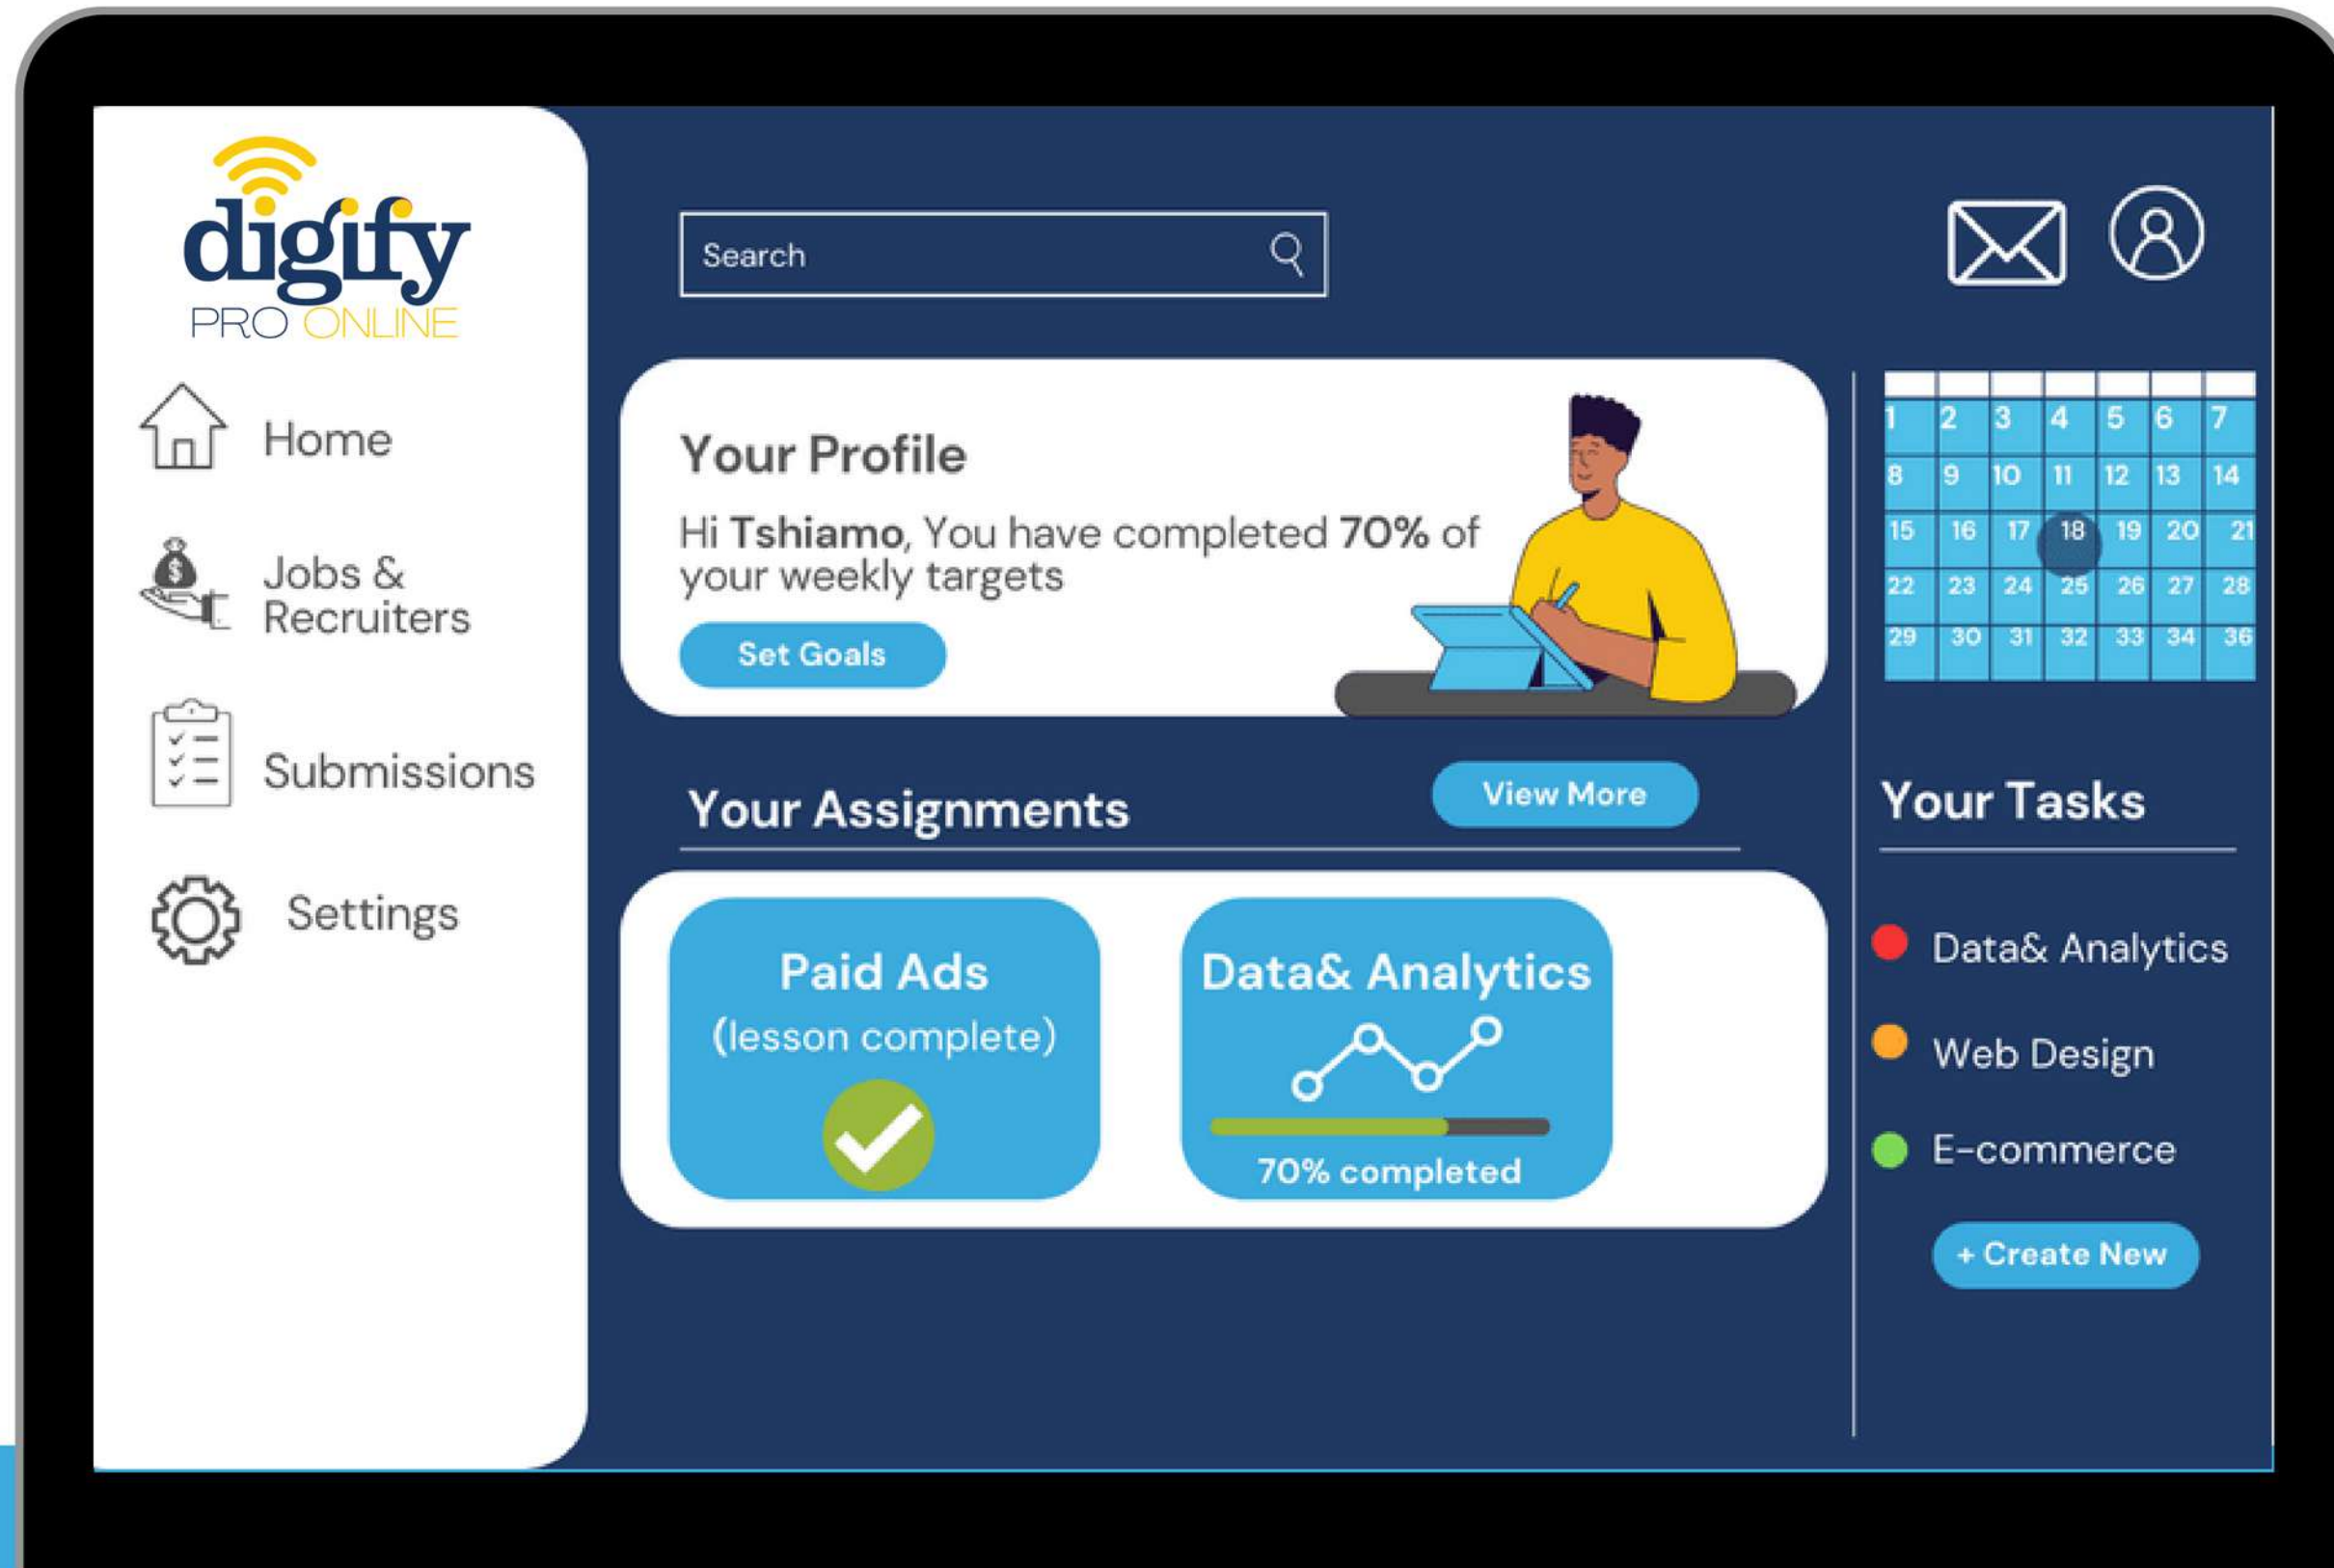 digify
PRO ONLINE
Home
Jobs &
Recruiters
Submissions
Settings
Search
Your Profile
Hi Tshiamo, You have completed 70% of
your weekly targets
Set Goals
Your Assignments
View More
Paid Ads
(lesson complete)
Data& Analytics
70% completed
1 2 3 4 5 6 7
8 9 10 11 12 13 14
15 16 17 18 19 20 21
22 23 24 25 26 27 28
29 30 31 32 33 34 36
Your Tasks
Data& Analytics
Web Design
E-commerce
+ Create New